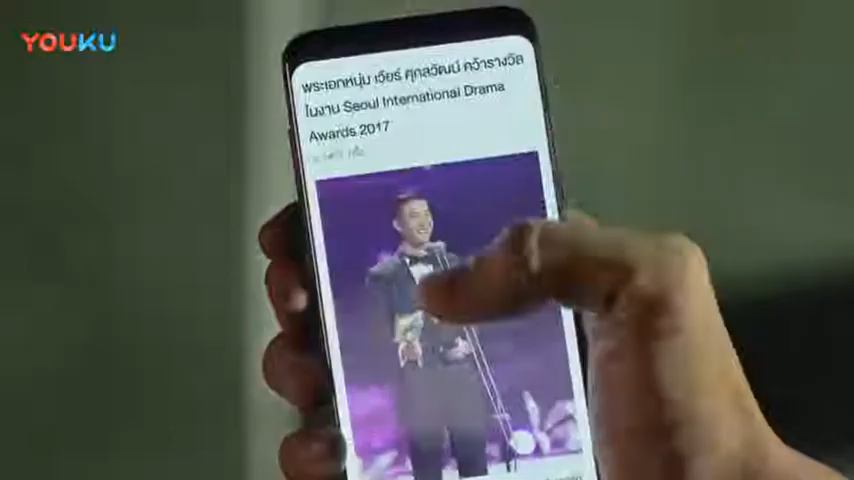 YOUKU
พระเอกหนุ่ม เวียร์ ศุกลวัฒน์ คว้ารางวัล
ในงาน Seoul International Drama
Awards 2017